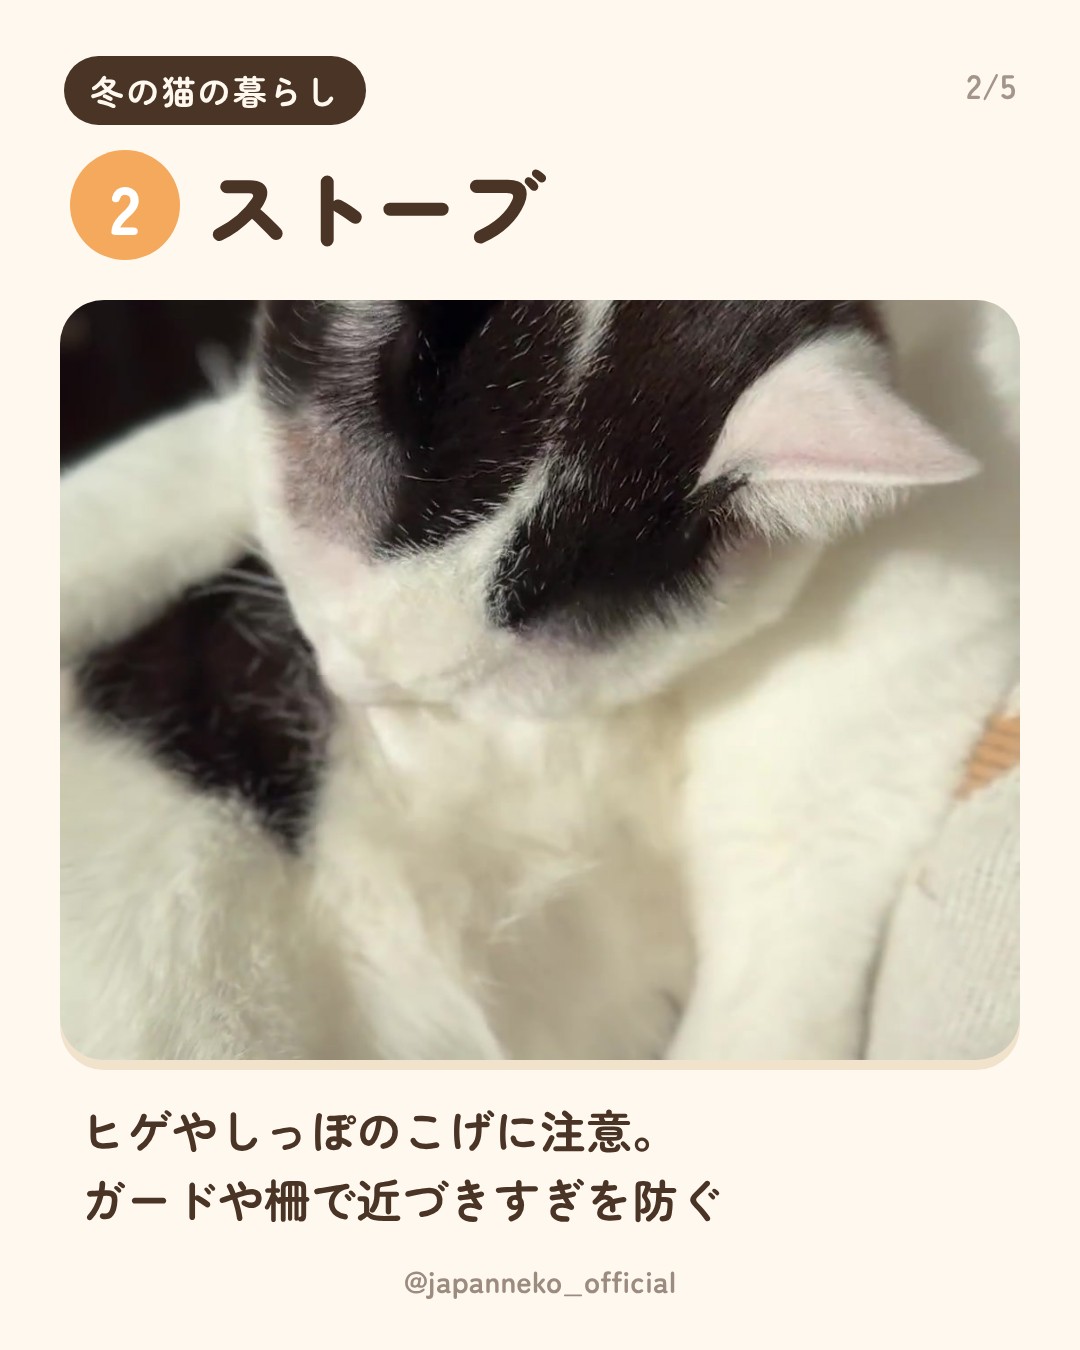 冬の猫の暮らし
2/5
2 ストーブ
ヒゲやしっぽのこげに注意。
ガードや柵で近づきすぎを防ぐ
@japanneko_official